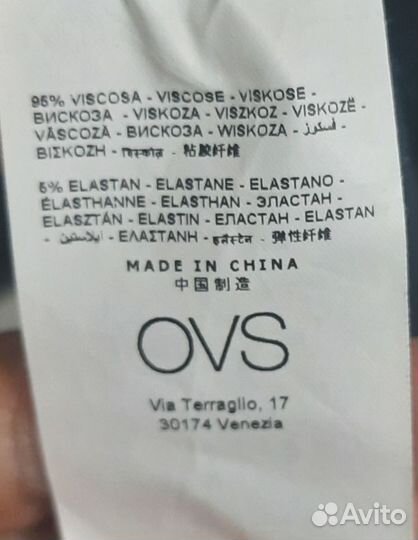 95% VISCOSA - VISCOSE - VISKOSE -
ВИСКОЗА - VISKOZA - VISZKOZ - VISKOZË -
VÂSCOZĂ - ВИСКОЗА - WISKOZA -
ΒΙΣΚΟΖΗ - - 粘胶纤维
5% ELASTAN - ELASTANE - ELASTANO -
ÉLASTHANNE - ELASTHAN - ЭЛАСТАН -
ELASZTÁN - ELASTIN - ЕЛАСТАН - ELASTAN
- - ΕΛΑΣΤΑΝΗ - - 弹性纤维
MADE IN CHINA
中国制造
OVS
Via Terraglio, 17
30174 Venezia
Avito